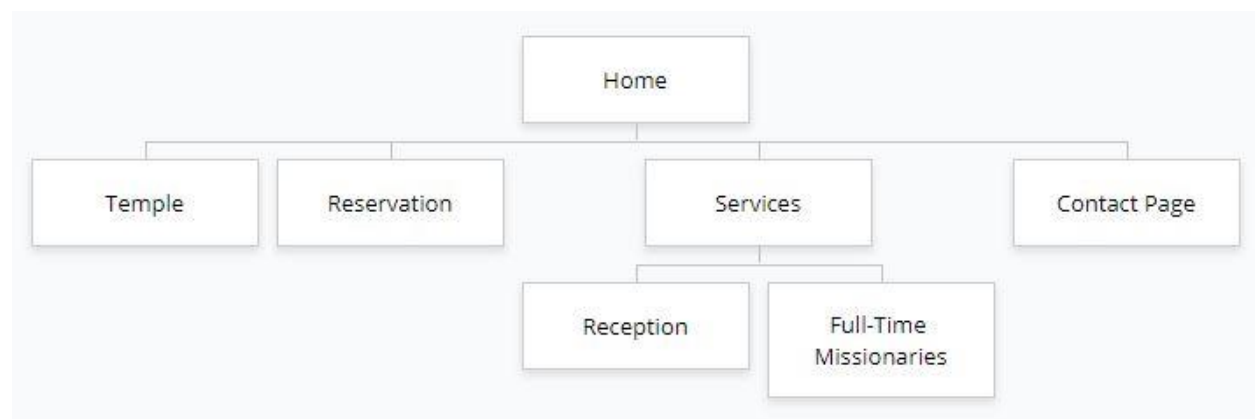 Home
Temple
Reservation
Services
Contact Page
Reception
Full-Time
Missionaries